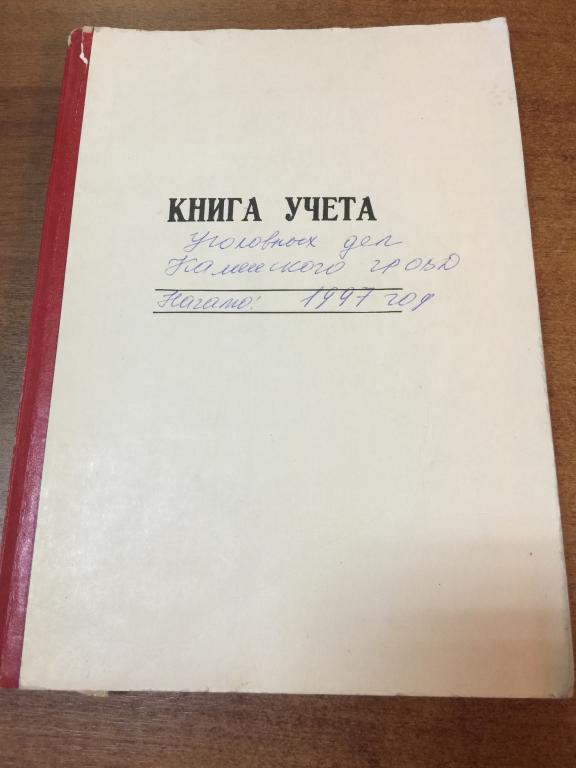 КНИГА УЧЕТА
Уголовных дел
Каменского ГРОВД
Начато: 1997 год